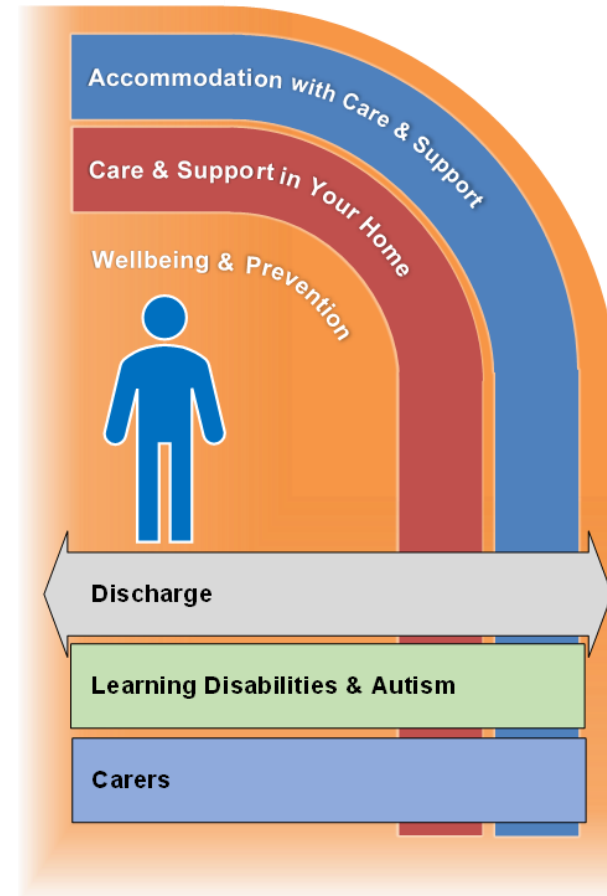 Accommodation with Care & Support
Care & Support in Your Home
Wellbeing & Prevention
Discharge
Learning Disabilities & Autism
Carers